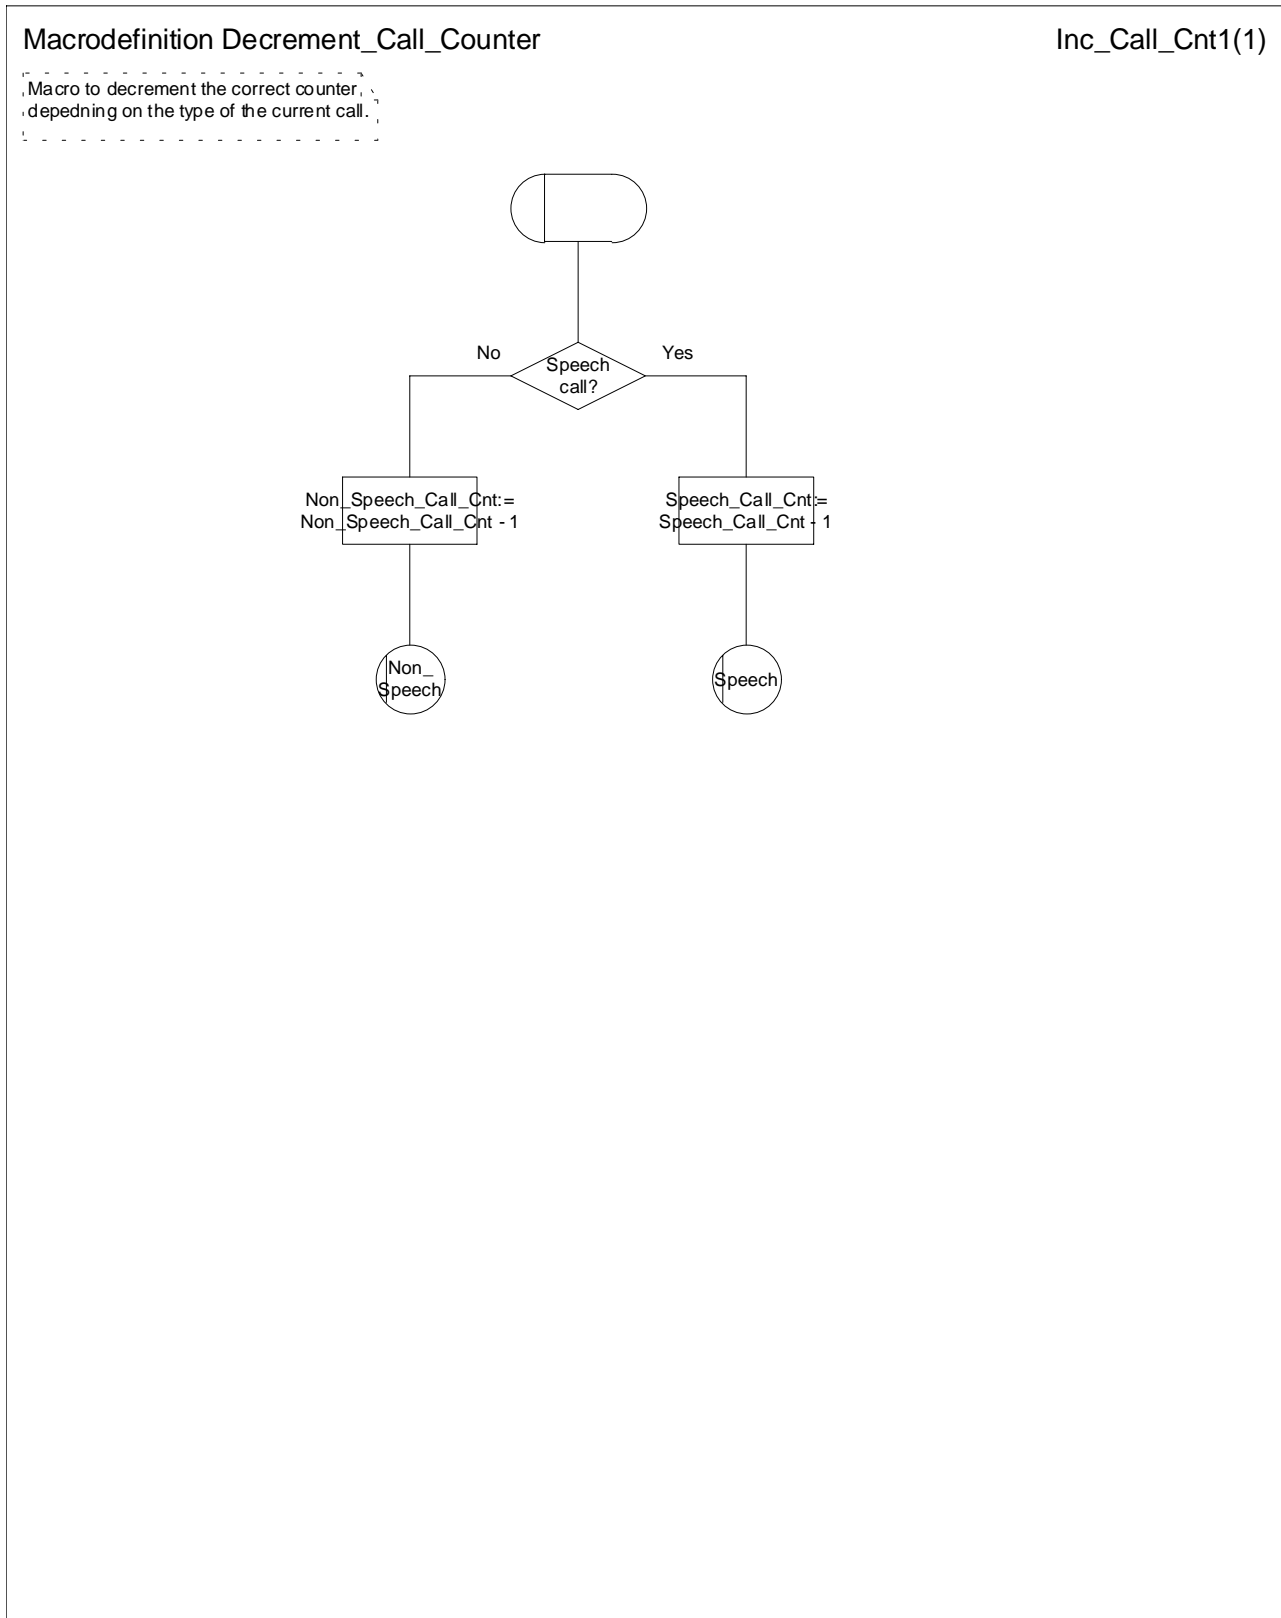 Macrodefinition Decrement_Call_Counter
Inc_Call_Cnt1(1)
Macro to decrement the correct counter
depedning on the type of the current call.
No
Yes
Speech
call?
Non_Speech_Call_Cnt:=
Non_Speech_Call_Cnt - 1
Speech_Call_Cnt:=
Speech_Call_Cnt - 1
Non_
Speech
Speech